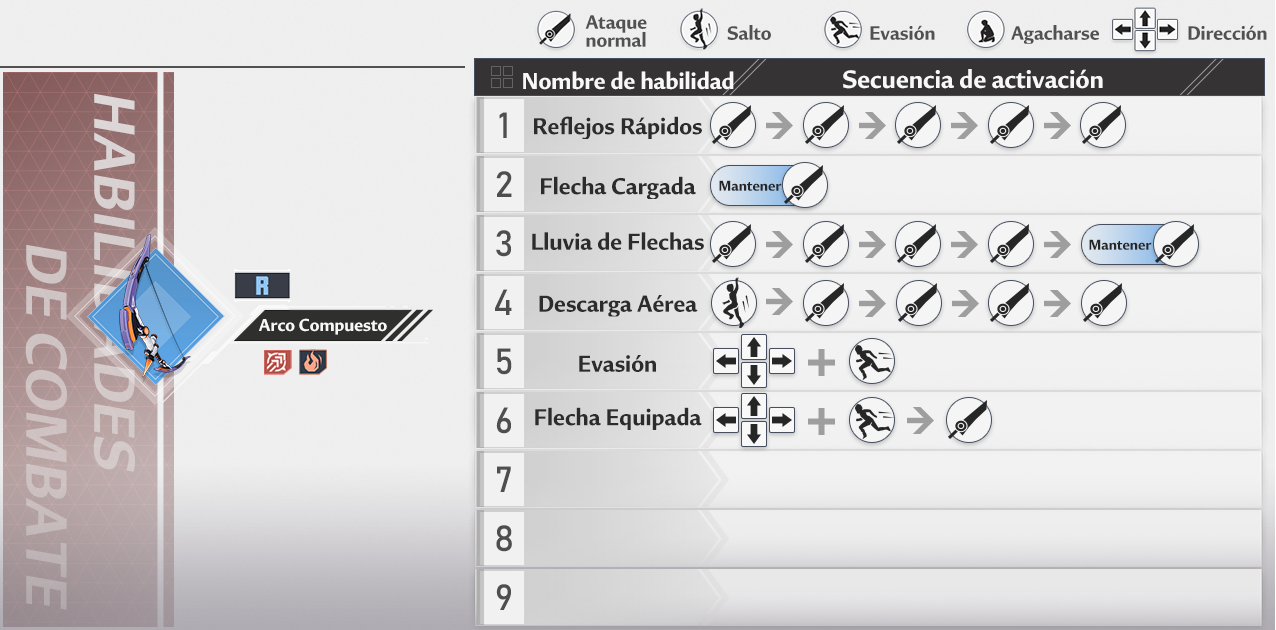 Ataque
normal
Salto
Evasión
Agacharse
Dirección
Nombre de habilidad
Secuencia de activación
HABILIDADES
DE COMBATE
R
Arco Compuesto
1 Reflejos Rápidos
2 Flecha Cargada Mantener
3 Lluvia de Flechas Mantener
4 Descarga Aérea
5 Evasión
6 Flecha Equipada
7
8
9